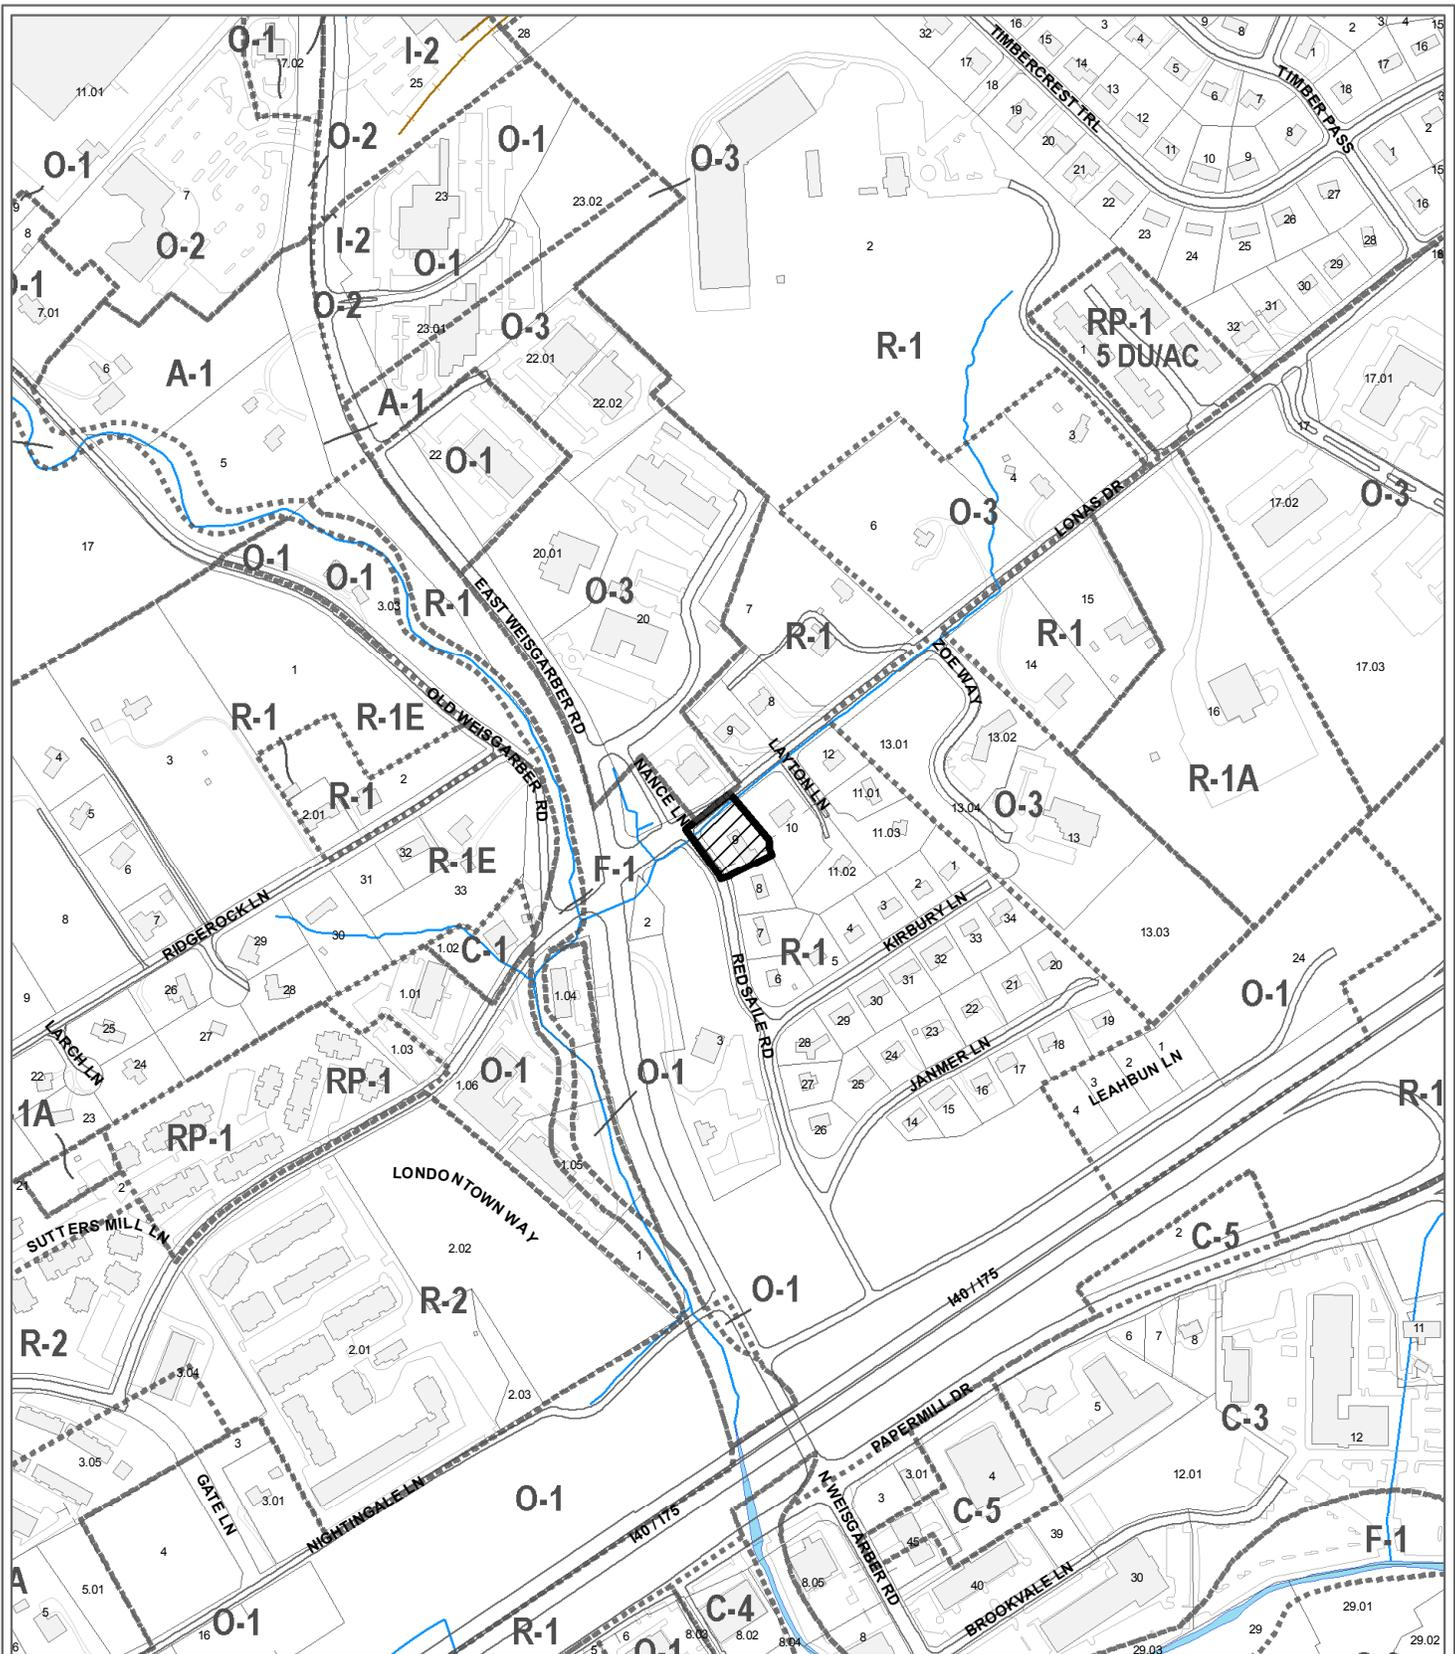 O-1
7.02
I-2
25
28
11.01
O-2
O-1
O-1
O-3
7
23
23.02
9
8
O-2
I-2
O-1
7.01
O-2
23.01
O-3
22.01
22.02
6
A-1
A-1
5
22
O-1
17
32
16
15
3
4
9
8
2
3
4
15
16
17
14
5
1
17
18
TIMBERCREST TRL
TIMBER PASS
18
13
6
7
19
12
8
2
20
11
10
9
1
21
15
22
27
16
26
23
25
28
24
29
18
30
31
32
2
R-1
RP-1
1
5 DU/AC
17.01
17
3
4
O-3
6
LONAS DR
17.02
O-3
O-1
O-1
3.03
R-1
EAST WEISGARBER RD
20.01
O-3
20
7
R-1
ZOE WAY
15
R-1
14
17.03
16
R-1A
1
R-1
R-1E
OLD WEISGARBER RD
3
4
2
R-1
2.01
5
6
8
9
NANCE LN
LAYTON LN
12
13.01
13.02
11.01
13.04
O-3
13
9
10
11.03
32
R-1E
31
33
F-1
8
11.02
1
2
3
7
8
RIDGEROCK LN
30
29
1.02
C-1
2
7
4
R-1
5
6
KIRBURY LN
34
33
32
13.03
24
O-1
9
26
28
1.01
1.04
REDSAILE RD
31
30
29
20
21
22
LARCH LN
25
27
24
1.03
3
28
23
19
18
24
JANMER LN
22
23
RP-1
1.06
O-1
O-1
27
25
17
16
15
14
1
2
3
4
LEAHBUN LN
R-1
1A
RP-1
26
21
2
LONDONTOWN WAY
1.05
SUTTERS MILL LN
2.02
1
2
C-5
R-2
O-1
I40 / I75
R-2
2.01
3.04
2.03
6
7
8
11
PAPERMILL DR
5
C-3
12
3
3.05
3.01
GATE LN
NIGHTINGALE LN
O-1
I40 / I75
N WEISGARBER RD
3.01
3
4
C-5
12.01
4
5.01
A
5
45
39
F-1
40
BROOKVALE LN
30
8.05
C-4
29.01
O-1
16
R-1
6
5
8.03
8.02
8.04
8
O-1
29
29.03
29.02
6